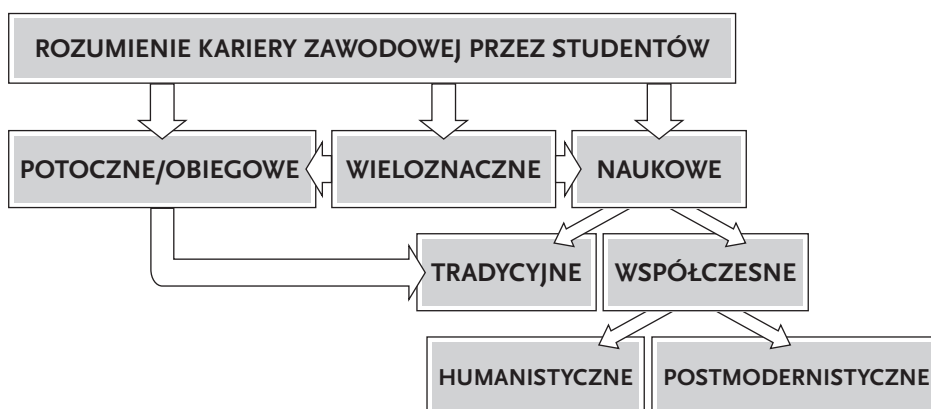 ROZUMIENIE KARIERY ZAWODOWEJ PRZEZ STUDENTÓW
POTOCZNE/OBIEGOWE
WIELOZNACZNE
NAUKOWE
TRADYCYJNE
WSPÓŁCZESNE
HUMANISTYCZNE
POSTMODERNISTYCZNE